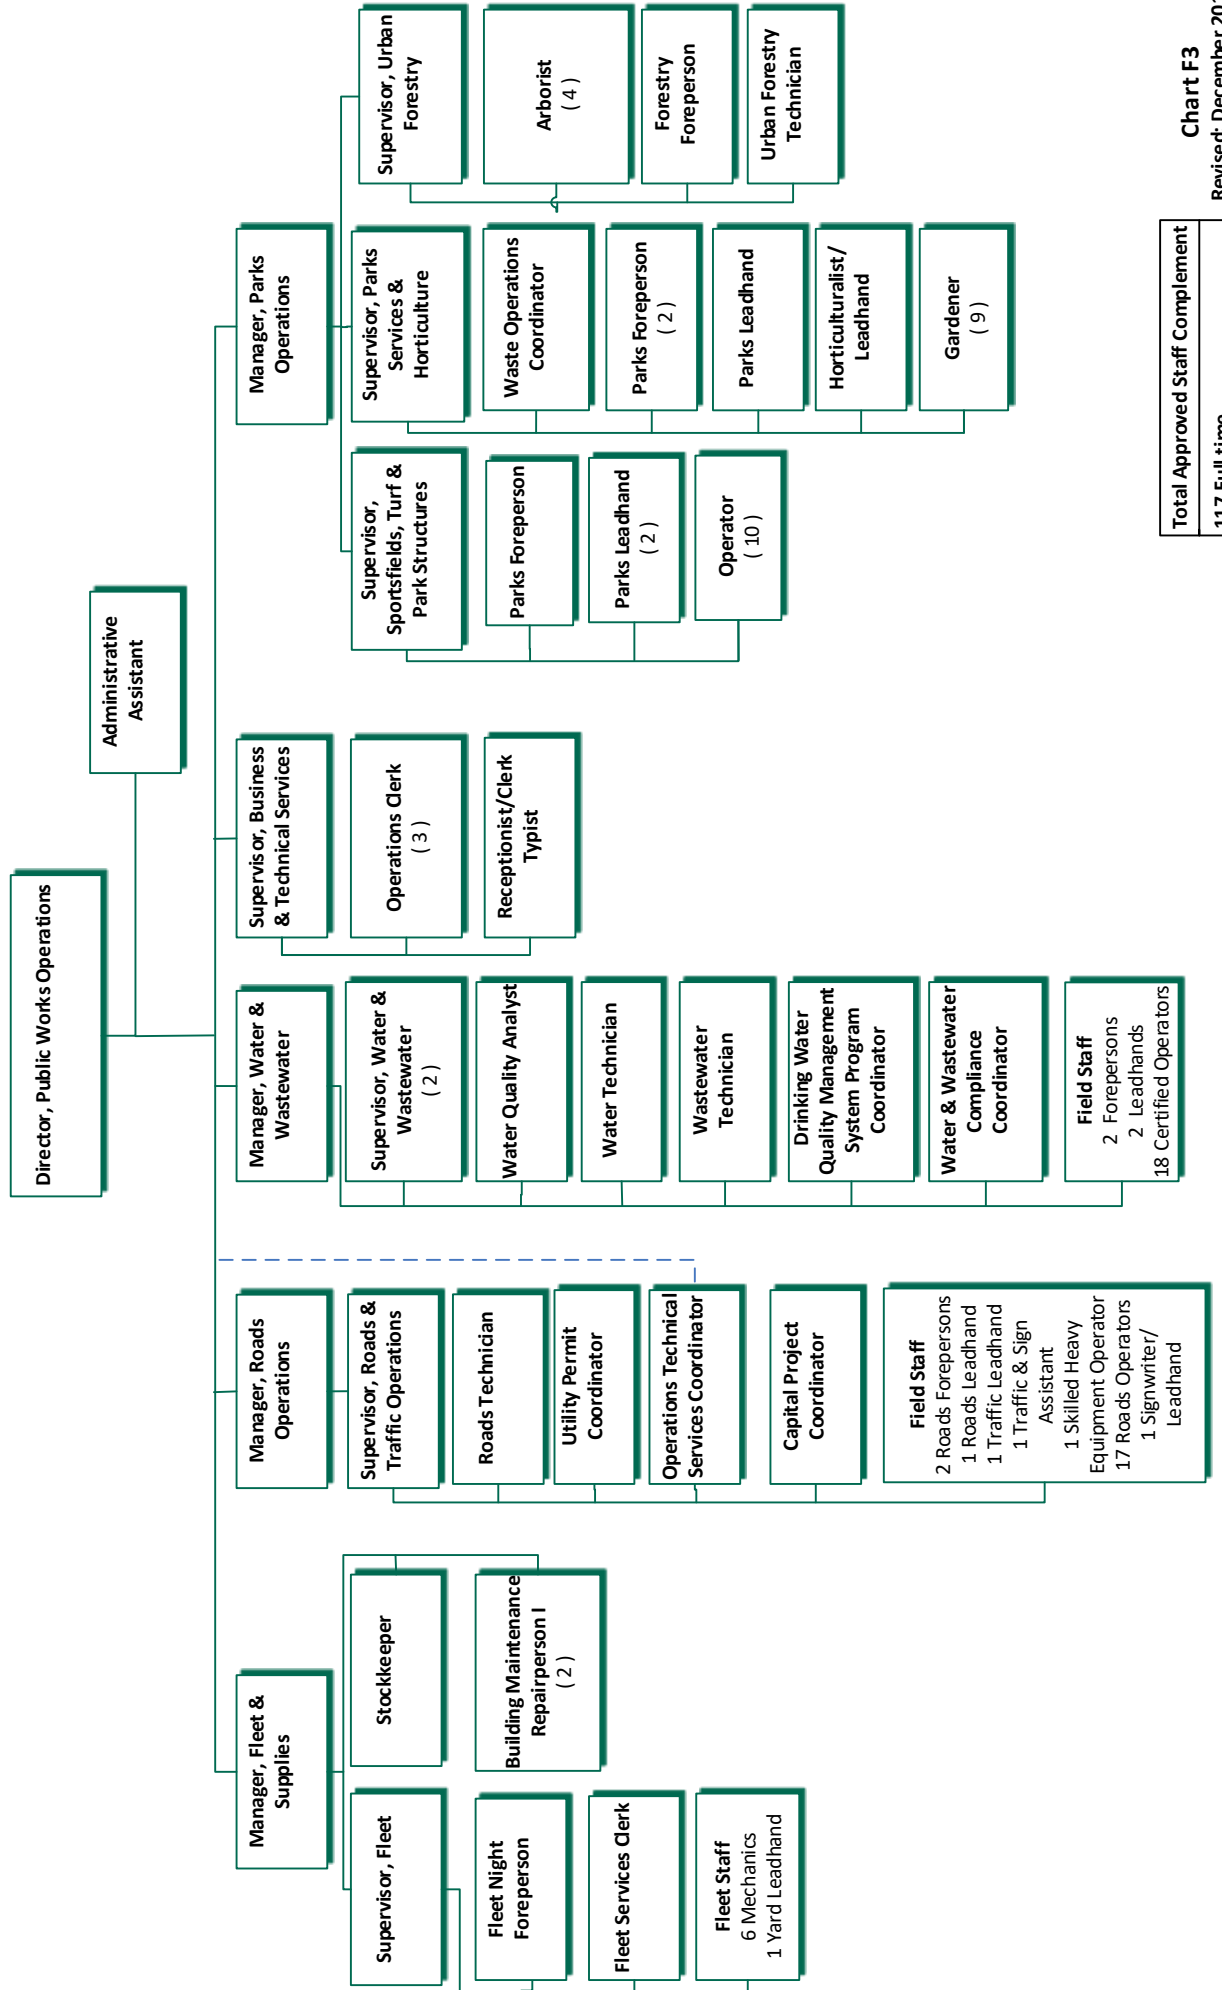 Director, Public Works Operations
Administrative
Assistant
Manager, Fleet &
Supplies
Manager, Roads
Operations
Manager, Water &
Wastewater
Supervisor, Business
& Technical Services
Manager, Parks
Operations
Supervisor, Fleet
Fleet Night
Foreperson
Fleet Services Clerk
Fleet Staff
6 Mechanics
1 Yard Leadhand
Stockkeeper
Building Maintenance
Repairperson I
( 2 )
Supervisor, Roads &
Traffic Operations
Roads Technician
Utility Permit
Coordinator
Operations Technical
Services Coordinator
Capital Project
Coordinator
Field Staff
2 Roads Forepersons
1 Roads Leadhand
1 Traffic Leadhand
1 Traffic & Sign
Assistant
1 Skilled Heavy
Equipment Operator
17 Roads Operators
1 Signwriter/
Leadhand
Supervisor, Water &
Wastewater
( 2 )
Water Quality Analyst
Water Technician
Wastewater
Technician
Drinking Water
Quality Management
System Program
Coordinator
Water & Wastewater
Compliance
Coordinator
Field Staff
2 Forepersons
2 Leadhands
18 Certified Operators
Operations Clerk
( 3 )
Receptionist/Clerk
Typist
Supervisor,
Sportsfields, Turf &
Park Structures
Parks Foreperson
Parks Leadhand
( 2 )
Operator
( 10 )
Supervisor, Parks
Services &
Horticulture
Waste Operations
Coordinator
Parks Foreperson
( 2 )
Parks Leadhand
Horticulturalist/
Leadhand
Gardener
( 9 )
Supervisor, Urban
Forestry
Arborist
( 4 )
Forestry
Foreperson
Urban Forestry
Technician
Total Approved Staff Complement
117 Full time
Chart F3
Revised: December